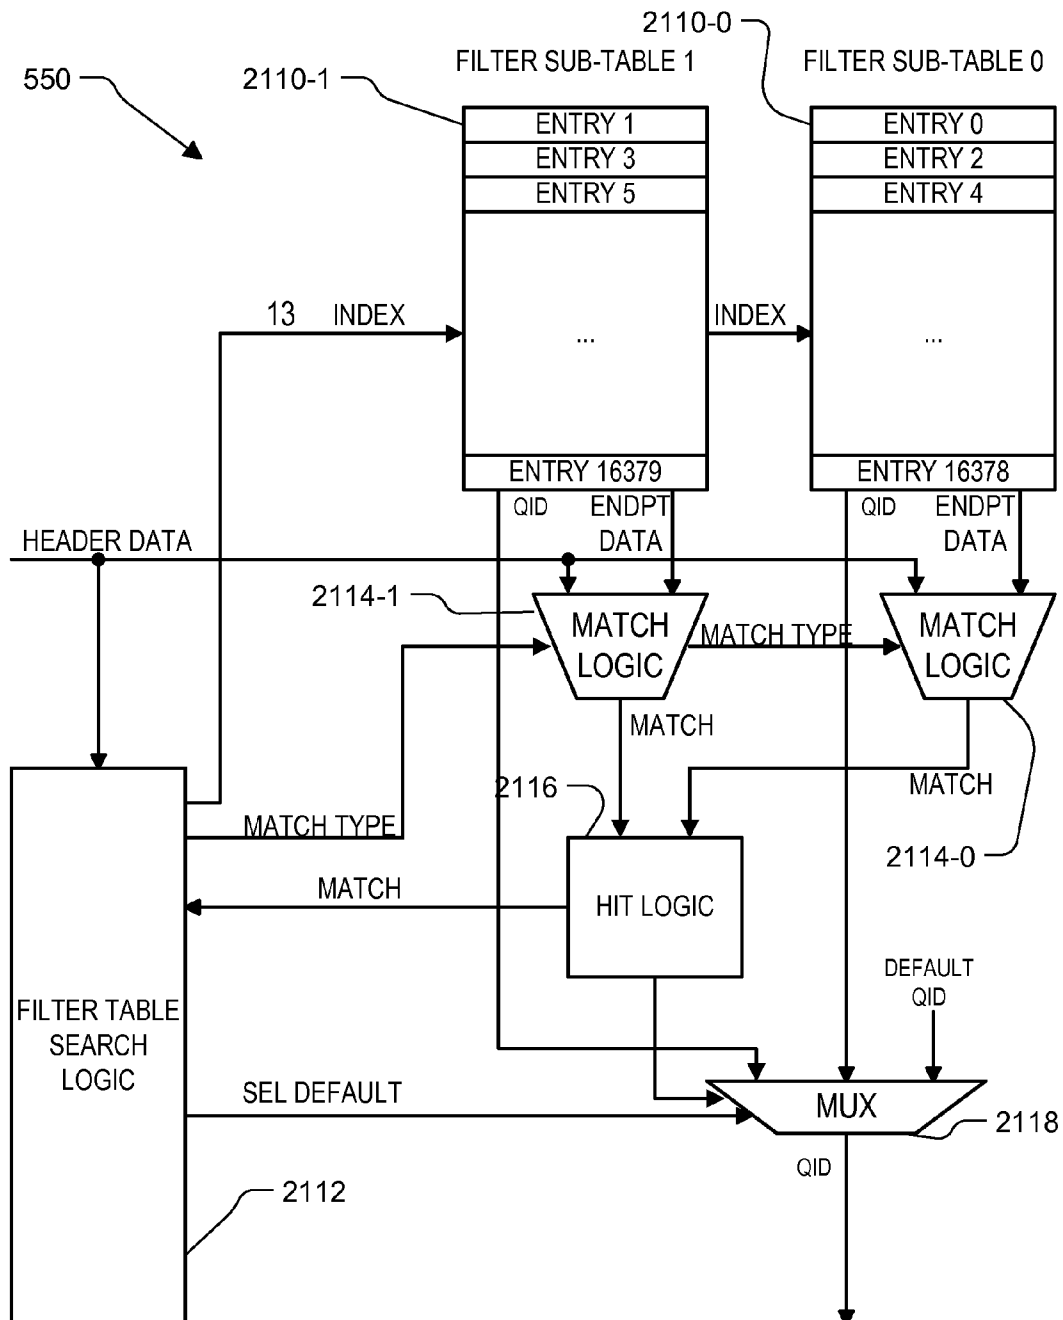 2110-0
FILTER SUB-TABLE 1
FILTER SUB-TABLE 0
550
2110-1
ENTRY 1
ENTRY 3
ENTRY 5
...
ENTRY 16379
ENTRY 0
ENTRY 2
ENTRY 4
...
ENTRY 16378
13
INDEX
INDEX
QID
ENDPT
DATA
QID
ENDPT
DATA
HEADER DATA
2114-1
MATCH
LOGIC
MATCH TYPE
MATCH
LOGIC
MATCH
MATCH
2116
2114-0
MATCH TYPE
MATCH
HIT LOGIC
DEFAULT
QID
FILTER TABLE
SEARCH
LOGIC
SEL DEFAULT
MUX
2118
QID
2112